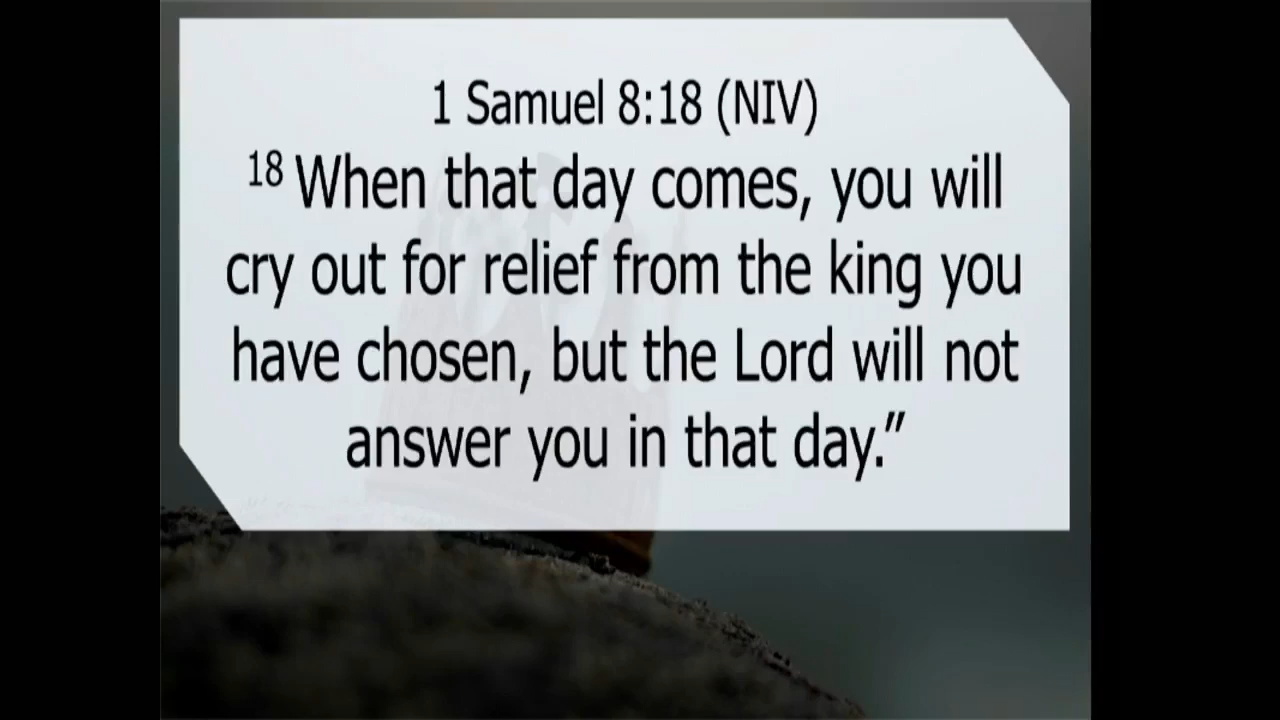 1 Samuel 8:18 (NIV)
18 When that day comes, you will
cry out for relief from the king you
have chosen, but the Lord will not
answer you in that day.”